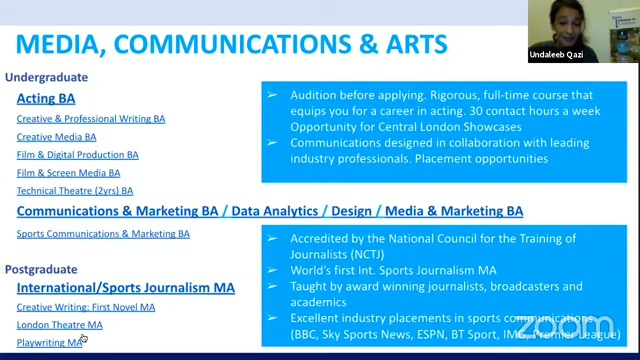 MEDIA, COMMUNICATIONS & ARTS
Undaleeb Qazi
Undergraduate
Acting BA
Creative & Professional Writing BA
Creative Media BA
Film & Digital Production BA
Film & Screen Media BA
Technical Theatre (2yrs) BA
➢ Audition before applying. Rigorous, full-time course that
equips you for a career in acting. 30 contact hours a week
Opportunity for Central London Showcases
➢ Communications designed in collaboration with leading
industry professionals. Placement opportunities
Communications & Marketing BA / Data Analytics / Design / Media & Marketing BA
Sports Communications & Marketing BA
Postgraduate
International/Sports Journalism MA
Creative Writing: First Novel MA
London Theatre MA
Playwriting MA
➢ Accredited by the National Council for the Training of
Journalists (NCTJ)
➢ World's first Int. Sports Journalism MA
➢ Taught by award winning journalists, broadcasters and
academics
➢ Excellent industry placements in sports communications
(BBC, Sky Sports News, ESPN, BT Sport, IMG, Premier League)
zoom